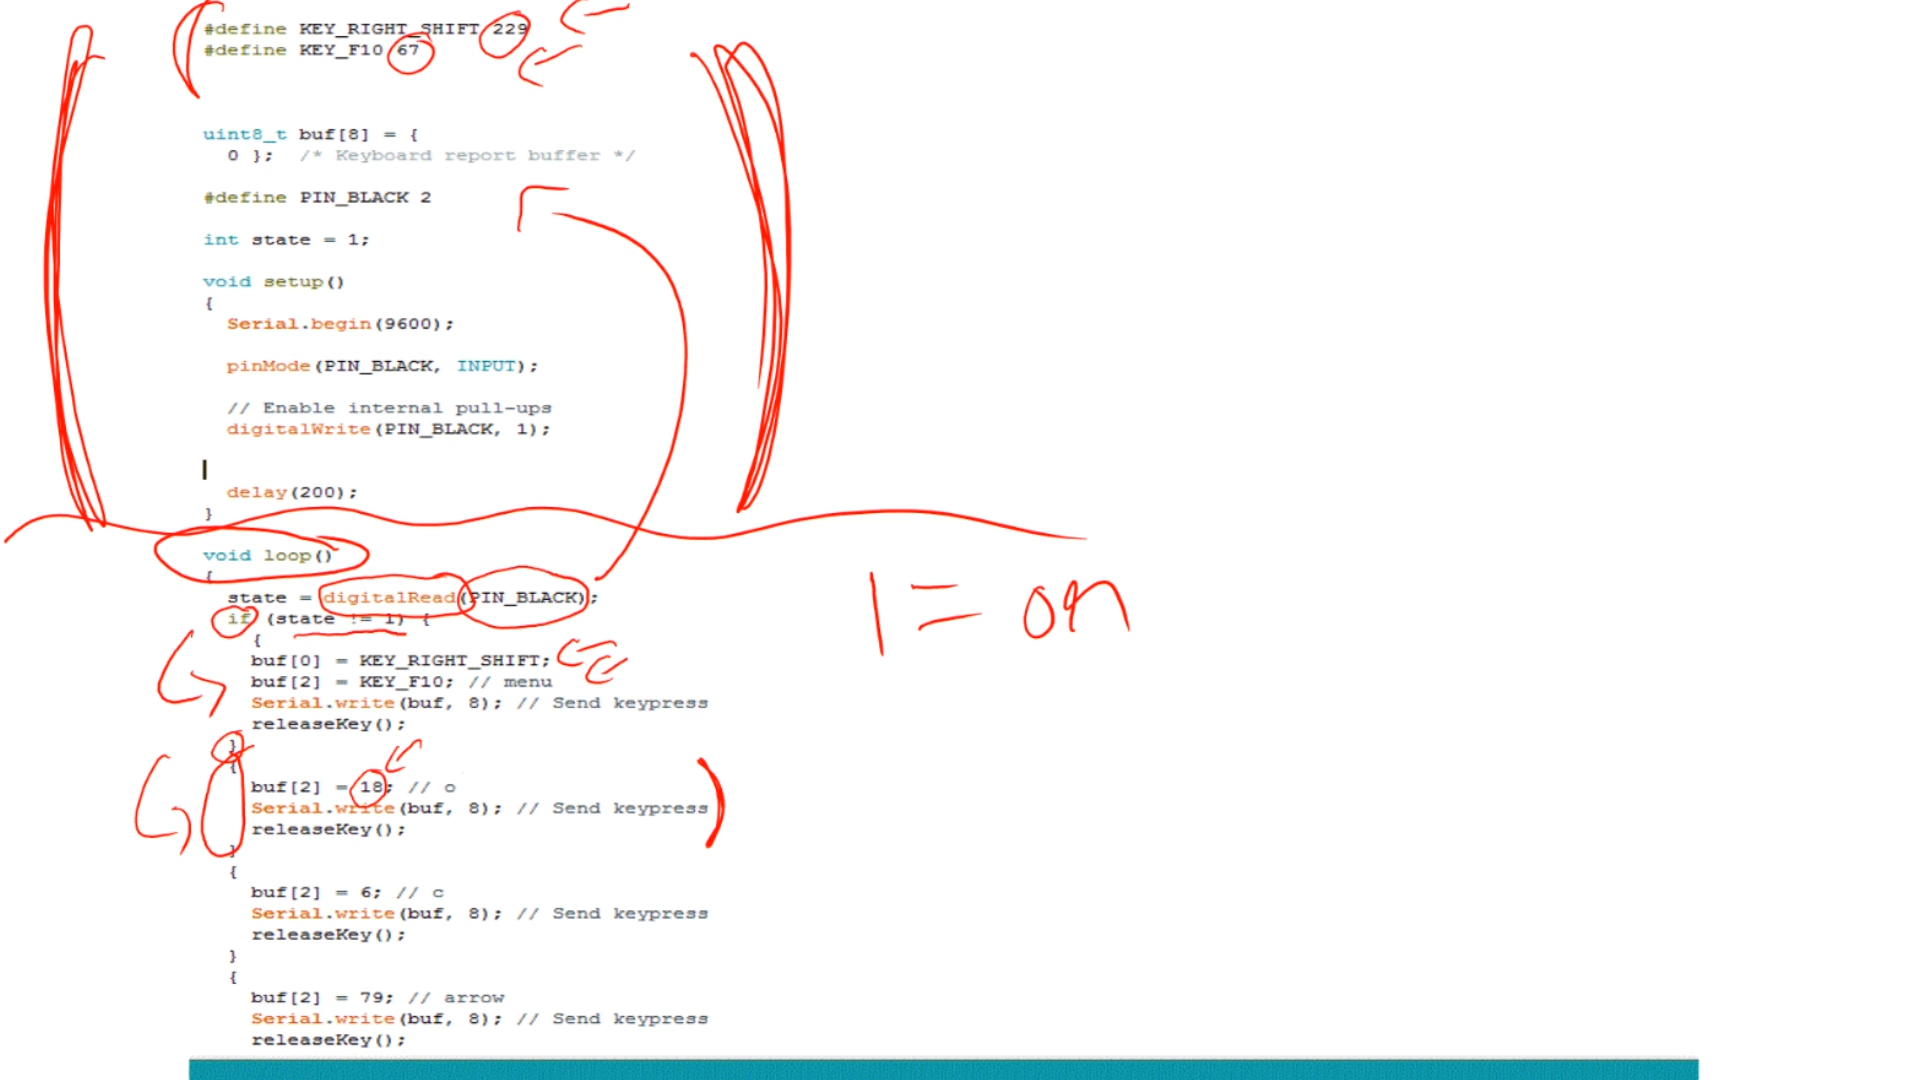 #define KEY_RIGHT_SHIFT 229
#define KEY_F10 67
uint8_t buf[8] = {
0 }; /* Keyboard report buffer */
#define PIN_BLACK 2
int state = 1;
void setup()
{
Serial.begin(9600);
pinMode(PIN_BLACK, INPUT);
// Enable internal pull-ups
digitalWrite(PIN_BLACK, 1);
delay(200);
}
void loop()
{
state = digitalRead(PIN_BLACK);
if (state != 1) {
{
buf[0] = KEY_RIGHT_SHIFT;
buf[2] = KEY_F10; // menu
Serial.write(buf, 8); // Send keypress
releaseKey();
}
{
buf[2] = 18; // o
Serial.write(buf, 8); // Send keypress
releaseKey();
}
{
buf[2] = 6; // c
Serial.write(buf, 8); // Send keypress
releaseKey();
}
{
buf[2] = 79; // arrow
Serial.write(buf, 8); // Send keypress
releaseKey();
1 = on